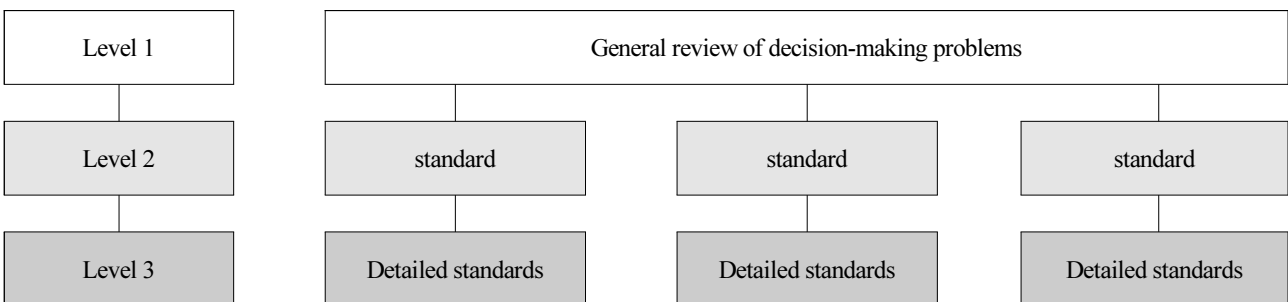 Level 1
General review of decision-making problems
Level 2
standard
standard
standard
Level 3
Detailed standards
Detailed standards
Detailed standards